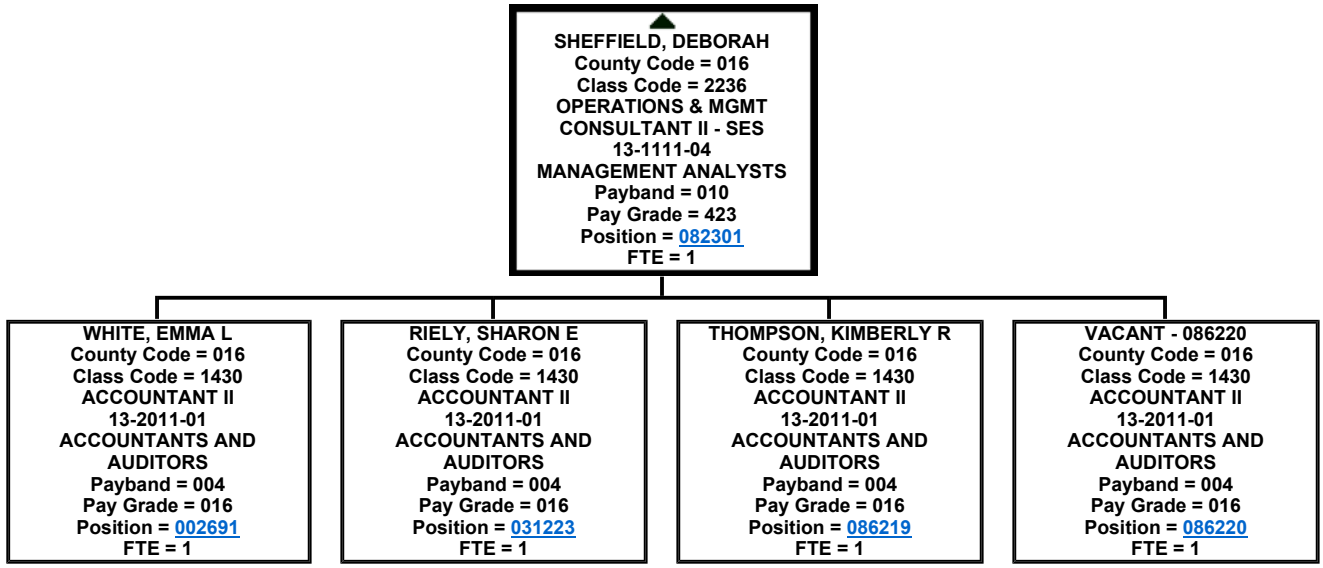 SHEFFIELD, DEBORAH
County Code = 016
Class Code = 2236
OPERATIONS & MGMT
CONSULTANT II - SES
13-1111-04
MANAGEMENT ANALYSTS
Payband = 010
Pay Grade = 423
Position = 082301
FTE = 1
WHITE, EMMA L
County Code = 016
Class Code = 1430
ACCOUNTANT II
13-2011-01
ACCOUNTANTS AND
AUDITORS
Payband = 004
Pay Grade = 016
Position = 002691
FTE = 1
RIELY, SHARON E
County Code = 016
Class Code = 1430
ACCOUNTANT II
13-2011-01
ACCOUNTANTS AND
AUDITORS
Payband = 004
Pay Grade = 016
Position = 031223
FTE = 1
THOMPSON, KIMBERLY R
County Code = 016
Class Code = 1430
ACCOUNTANT II
13-2011-01
ACCOUNTANTS AND
AUDITORS
Payband = 004
Pay Grade = 016
Position = 086219
FTE = 1
VACANT - 086220
County Code = 016
Class Code = 1430
ACCOUNTANT II
13-2011-01
ACCOUNTANTS AND
AUDITORS
Payband = 004
Pay Grade = 016
Position = 086220
FTE = 1